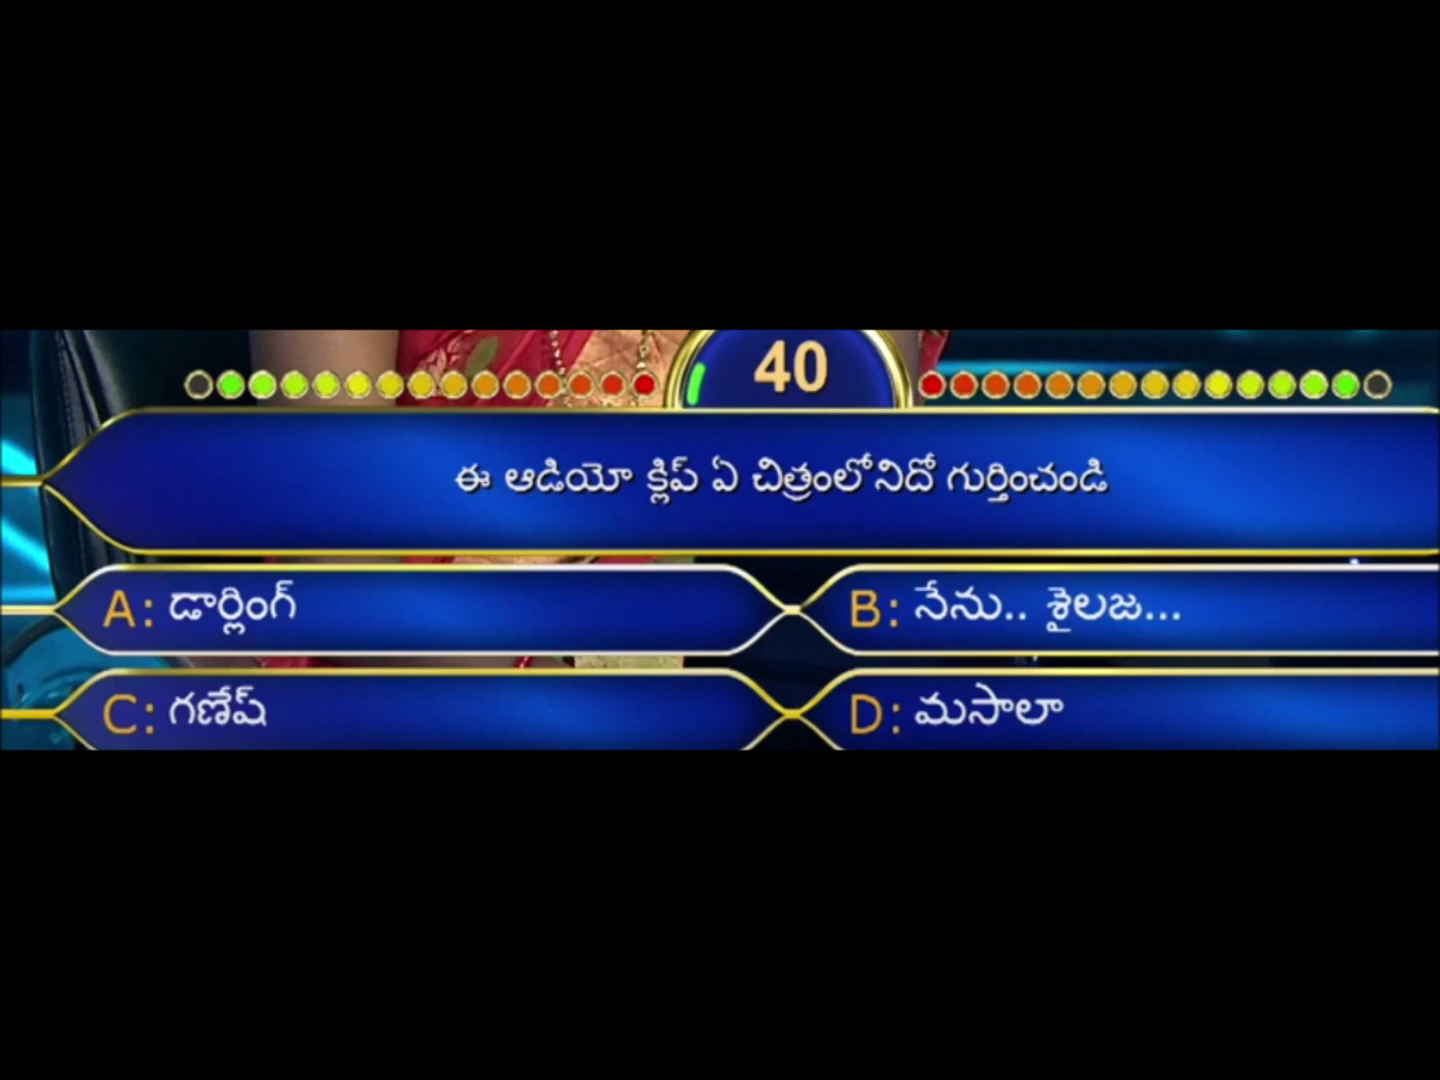 40
ఈ ఆడియో క్లిప్ ఏ చిత్రంలోనిదో గుర్తించండి
A: డార్లింగ్
B: నేను.. శైలజ...
C: గణేష్
D: మసాలా